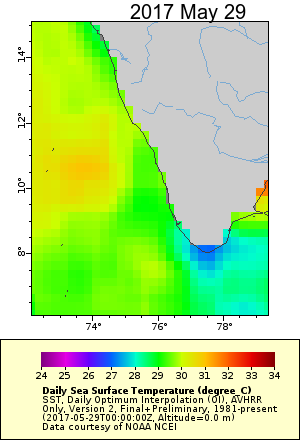 2017 May 29
14°
12°
10°
8°
74°
76°
78°
24 25 26 27 28 29 30 31 32 33 34
Daily Sea Surface Temperature (degree_C)
SST, Daily Optimum Interpolation (OI), AVHRR
Only, Version 2, Final+Preliminary, 1981-present
(2017-05-29T00:00:00Z, Altitude=0.0 m)
Data courtesy of NOAA NCEI